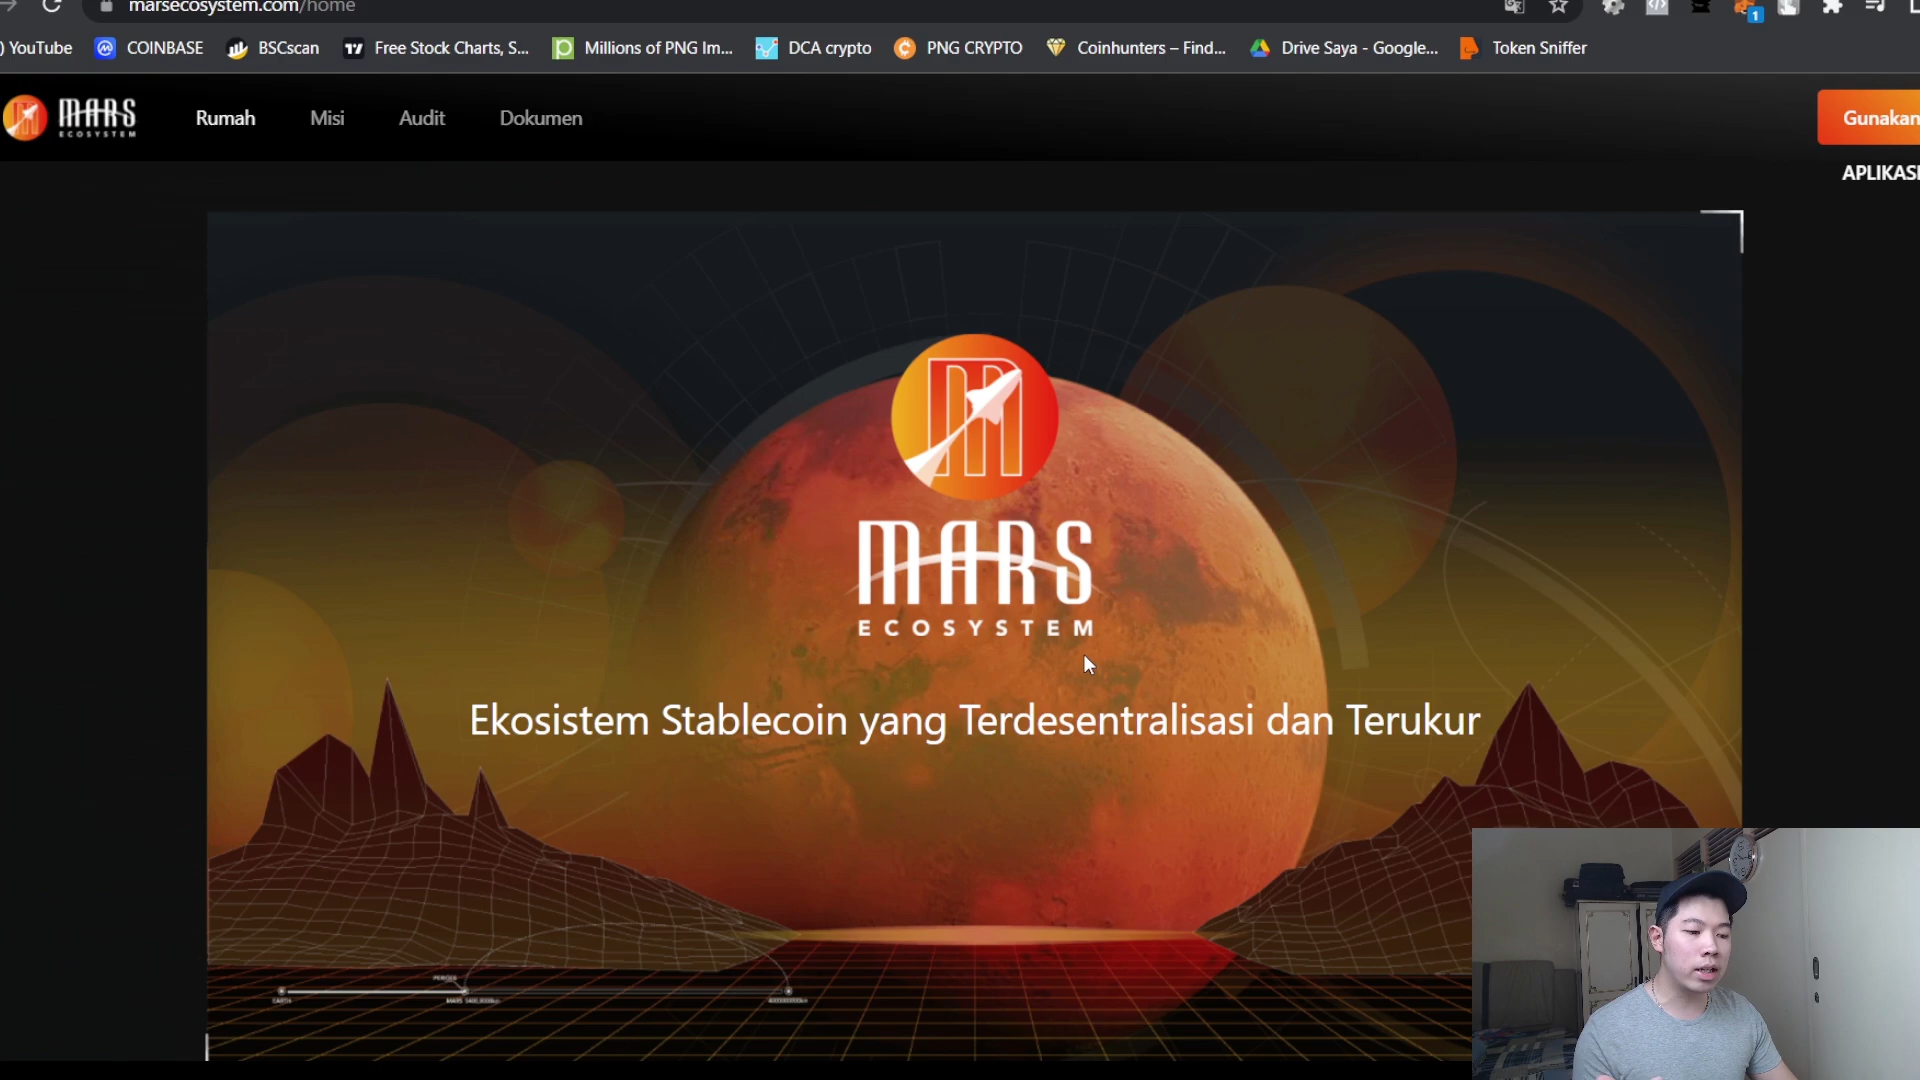 marsecosystem.com/home
YouTube
COINBASE
BSCscan
Free Stock Charts, S...
Millions of PNG Im...
DCA crypto
PNG CRYPTO
Coinhunters – Find...
Drive Saya - Google...
Token Sniffer
MARS
ECOSYSTEM
Rumah
Misi
Audit
Dokumen
Gunakan
APLIKASI
MARS
ECOSYSTEM
Ekosistem Stablecoin yang Terdesentralisasi dan Terukur
EARTH